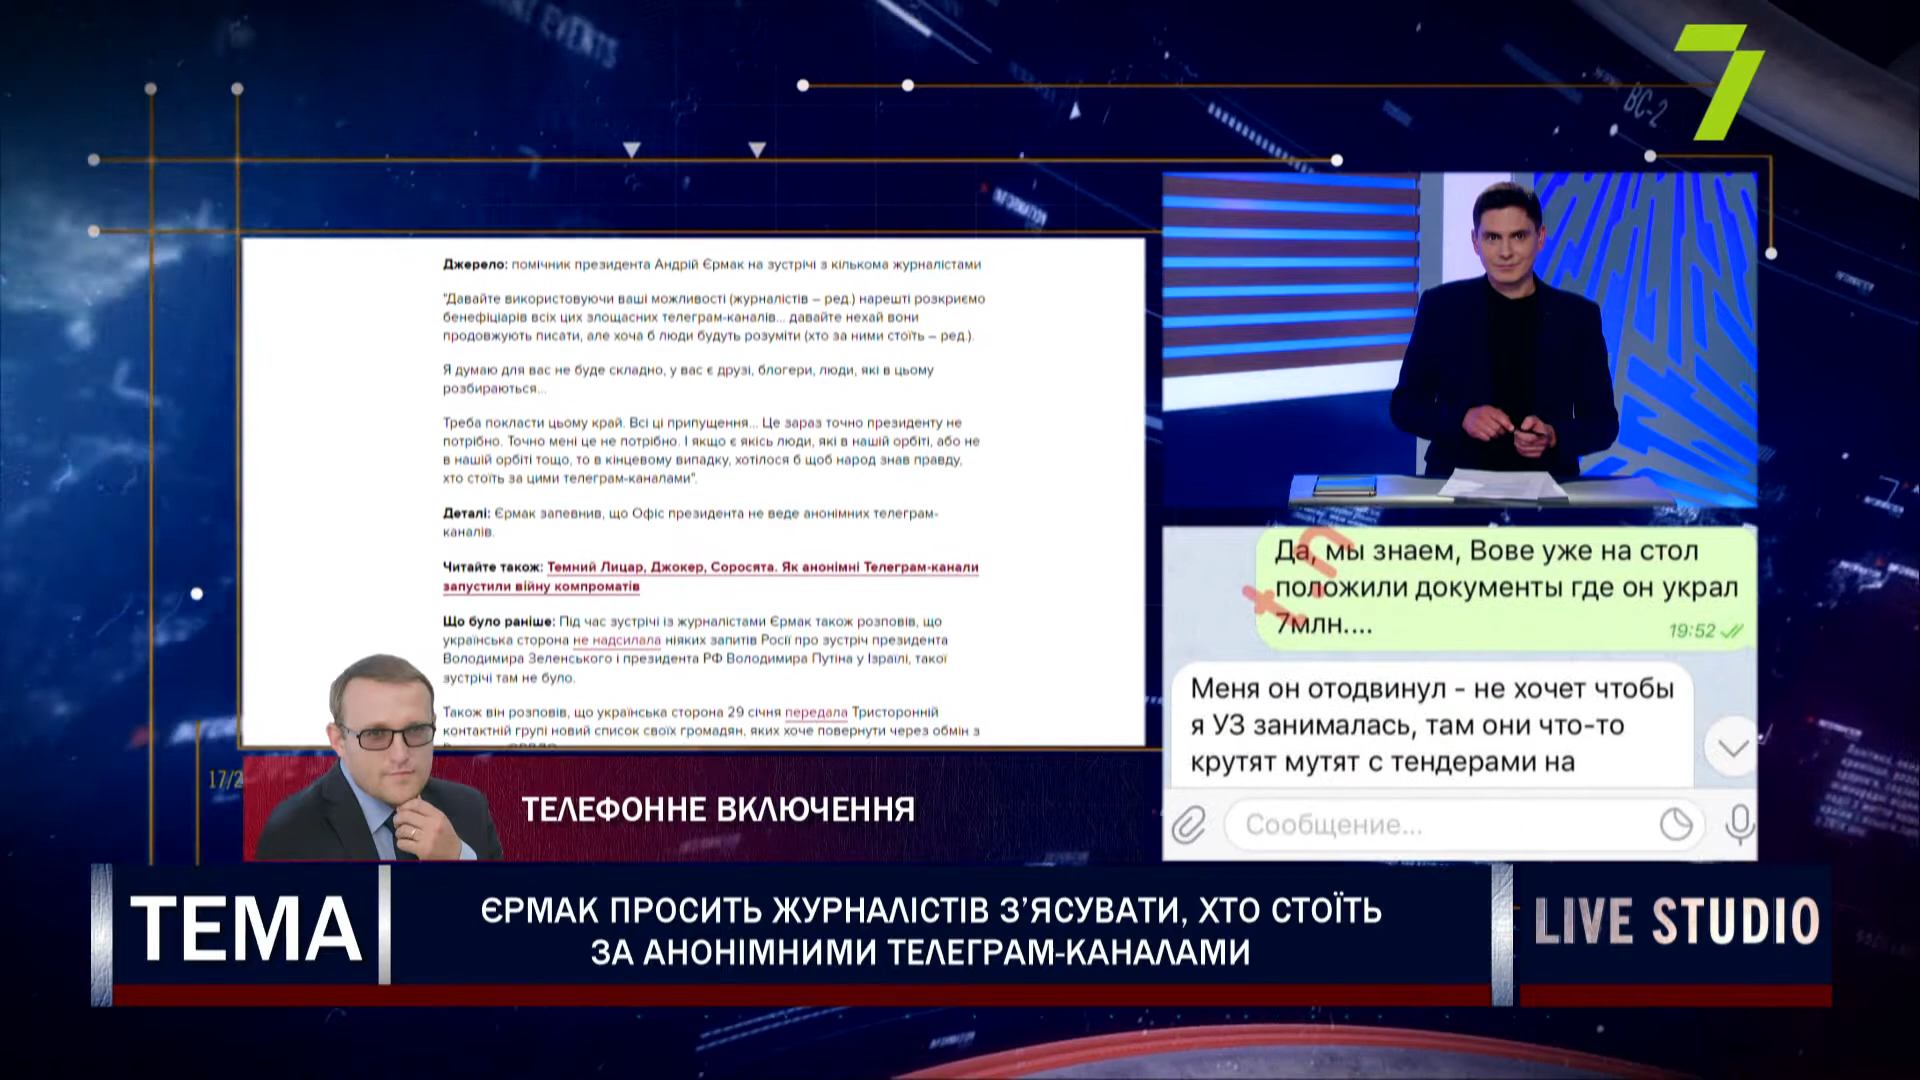 7
ВС-2
Джерело: помічник президента Андрій Єрмак на зустрічі з кількома журналістами
"Давайте використовуючи ваші можливості (журналістів – ред.) нарешті розкриємо
бенефіціарів всіх цих злощасних телеграм-каналів... давайте нехай вони
продовжують писати, але хоча б люди будуть розуміти (хто за ними стоїть – ред.).
Я думаю для вас не буде складно, у вас є друзі, блогери, люди, які в цьому
розбираються...
Треба покласти цьому край. Всі ці припущення... Це зараз точно президенту не
потрібно. Точно мені це не потрібно. І якщо є якісь люди, які в нашій орбіті, або не
в нашій орбіті тощо, то в кінцевому випадку, хотілося б щоб народ знав правду,
хто стоїть за цими телеграм-каналами".
Деталі: Єрмак запевнив, що Офіс президента не веде анонімних телеграм-
каналів.
Читайте також: Темний Лицар, Джокер, Соросята. Як анонімні Телеграм-канали
запустили війну компроматів
Що було раніше: Під час зустрічі із журналістами Єрмак також розповів, що
українська сторона не надсилала ніяких запитів Росії про зустріч президента
Володимира Зеленського і президента РФ Володимира Путіна у Ізраїлі, такої
зустрічі там не було.
Також він розповів, що українська сторона 29 січня передала Тристоронній
контактній групі новий список своїх громадян, яких хоче повернути через обмін з
Да, мы знаем, Вове уже на стол
положили документы где он украл
7млн....
19:52
Меня он отодвинул - не хочет чтобы
я УЗ занималась, там они что-то
крутят мутят с тендерами на
Сообщение...
17/2
ТЕЛЕФОННЕ ВКЛЮЧЕННЯ
ТЕМА
ЄРМАК ПРОСИТЬ ЖУРНАЛІСТІВ З’ЯСУВАТИ, ХТО СТОЇТЬ
ЗА АНОНІМНИМИ ТЕЛЕГРАМ-КАНАЛАМИ
LIVE STUDIO